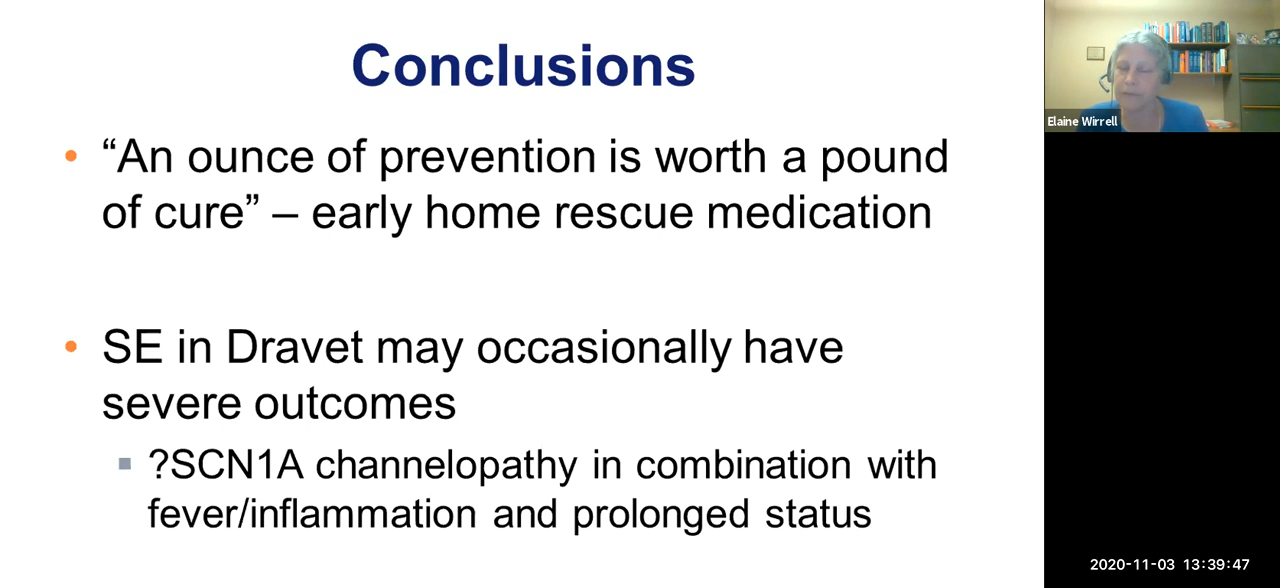 Conclusions
• “An ounce of prevention is worth a pound
of cure” – early home rescue medication
• SE in Dravet may occasionally have
severe outcomes
▪ ?SCN1A channelopathy in combination with
fever/inflammation and prolonged status
Elaine Wirrell
2020-11-03 13:39:47